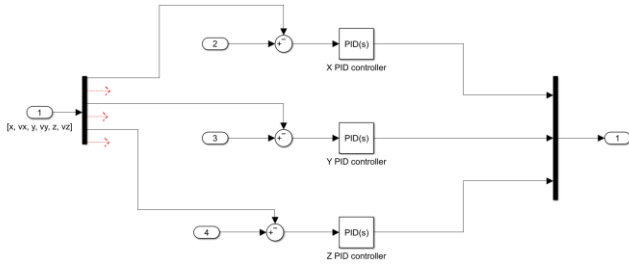 2
+
−
PID(s)
X PID controller
1
[x, vx, y, vy, z, vz]
3
+
−
PID(s)
Y PID controller
1
4
+
−
PID(s)
Z PID controller